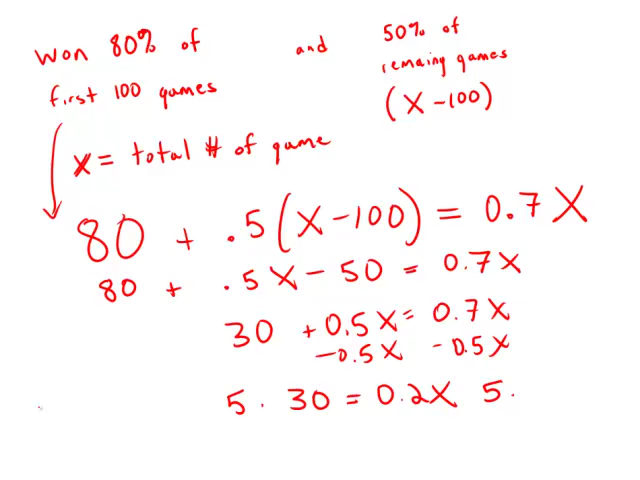 Won 80% of and 50% of
first 100 games remaing games
(X-100)
X = total # of game
80 + .5(X-100) = 0.7X
80 + .5X - 50 = 0.7X
30 + 0.5X = 0.7X
-0.5X -0.5X
5. 30 = 0.2X 5.